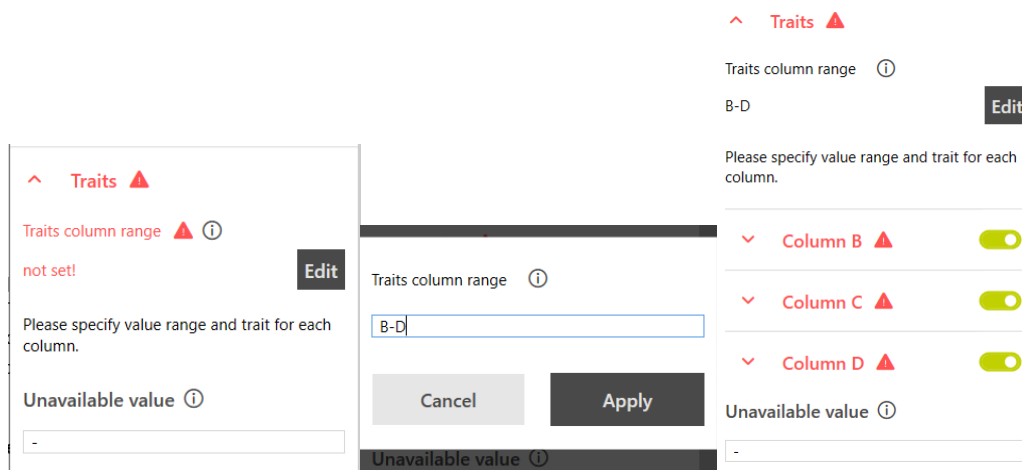 Traits
Traits column range
not set!
Edit
Please specify value range and trait for each
column.
Unavailable value
-
Traits column range
B-D
Cancel
Apply
Unavailable value
Traits
Traits column range
B-D
Edit
Please specify value range and trait for each
column.
Column B
Column C
Column D
Unavailable value
-